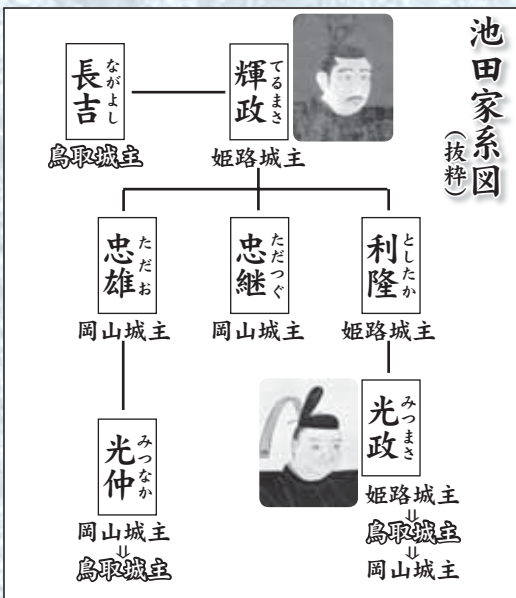 池田家系図
(抜粋)
輝政
てるまさ
姫路城主
長吉
ながよし
鳥取城主
利隆
としたか
姫路城主
忠継
ただつぐ
岡山城主
忠雄
ただお
岡山城主
光政
みつまさ
姫路城主
⇓
鳥取城主
⇓
岡山城主
光仲
みつなか
岡山城主
⇓
鳥取城主